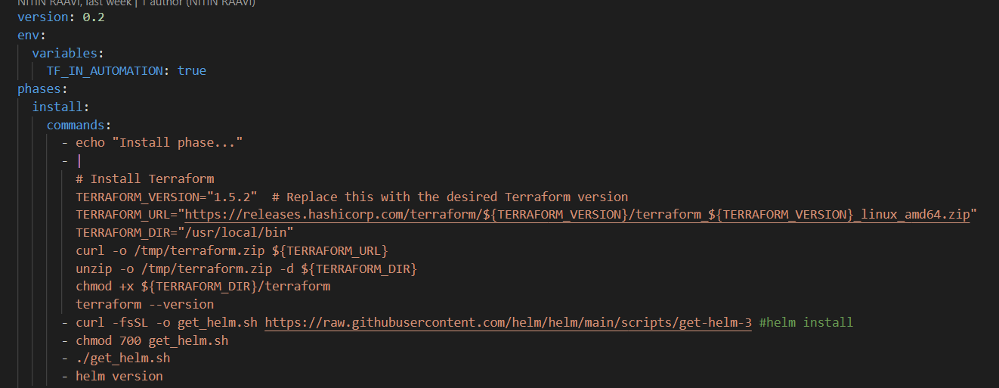 NITIN RAAVI, last week | 1 author (NITIN RAAVI)
version: 0.2
env:
  variables:
    TF_IN_AUTOMATION: true
phases:
  install:
    commands:
      - echo "Install phase..."
      - |
        # Install Terraform
        TERRAFORM_VERSION="1.5.2"  # Replace this with the desired Terraform version
        TERRAFORM_URL="https://releases.hashicorp.com/terraform/${TERRAFORM_VERSION}/terraform_${TERRAFORM_VERSION}_linux_amd64.zip"
        TERRAFORM_DIR="/usr/local/bin"
        curl -o /tmp/terraform.zip ${TERRAFORM_URL}
        unzip -o /tmp/terraform.zip -d ${TERRAFORM_DIR}
        chmod +x ${TERRAFORM_DIR}/terraform
        terraform --version
      - curl -fsSL -o get_helm.sh https://raw.githubusercontent.com/helm/helm/main/scripts/get-helm-3 #helm install
      - chmod 700 get_helm.sh
      - ./get_helm.sh
      - helm version